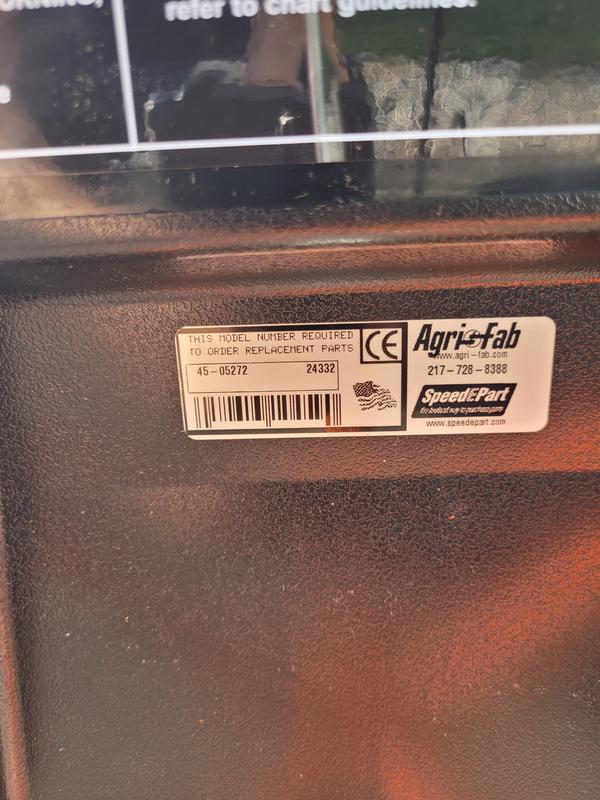 refer to chart guidelines.
THIS MODEL NUMBER REQUIRED
TO ORDER REPLACEMENT PARTS
45-05272 24332
CE
Agri-Fab
www.agri-fab.com
217-728-8388
SpeedEPart
the fastest way to purchase parts
www.speedepart.com